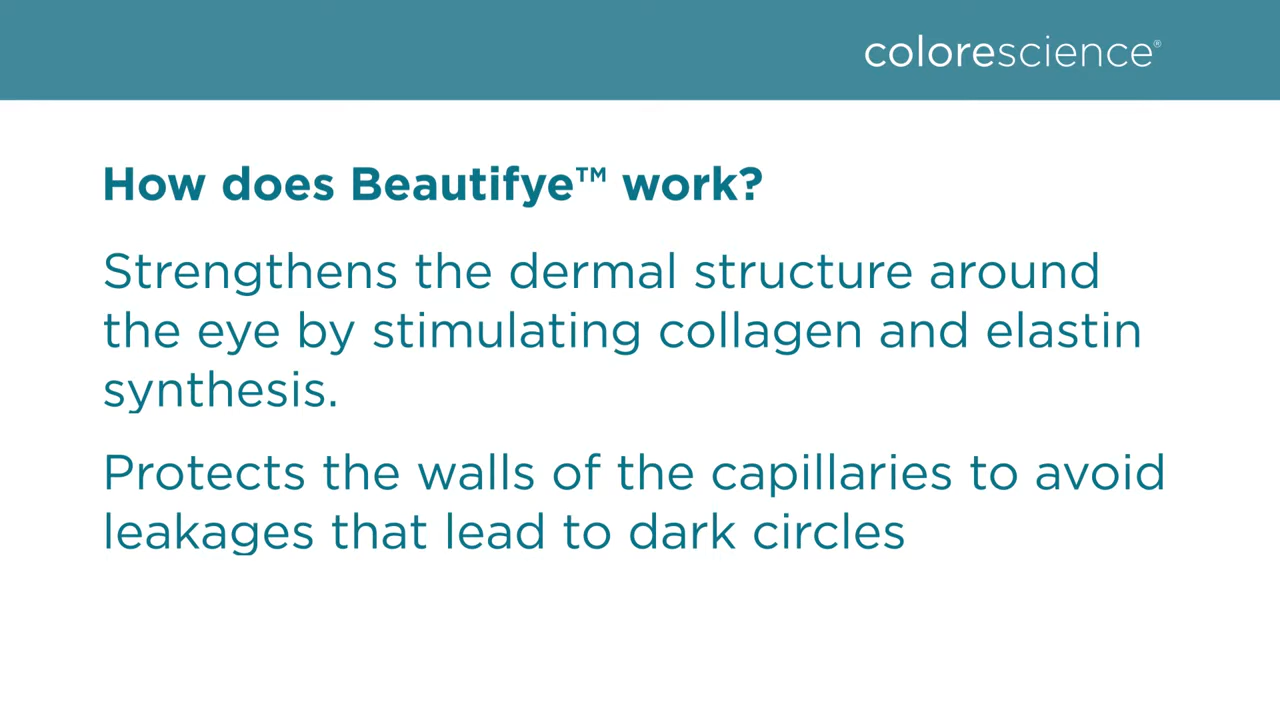 colorescience®
How does Beautifye™ work?
Strengthens the dermal structure around
the eye by stimulating collagen and elastin
synthesis.
Protects the walls of the capillaries to avoid
leakages that lead to dark circles